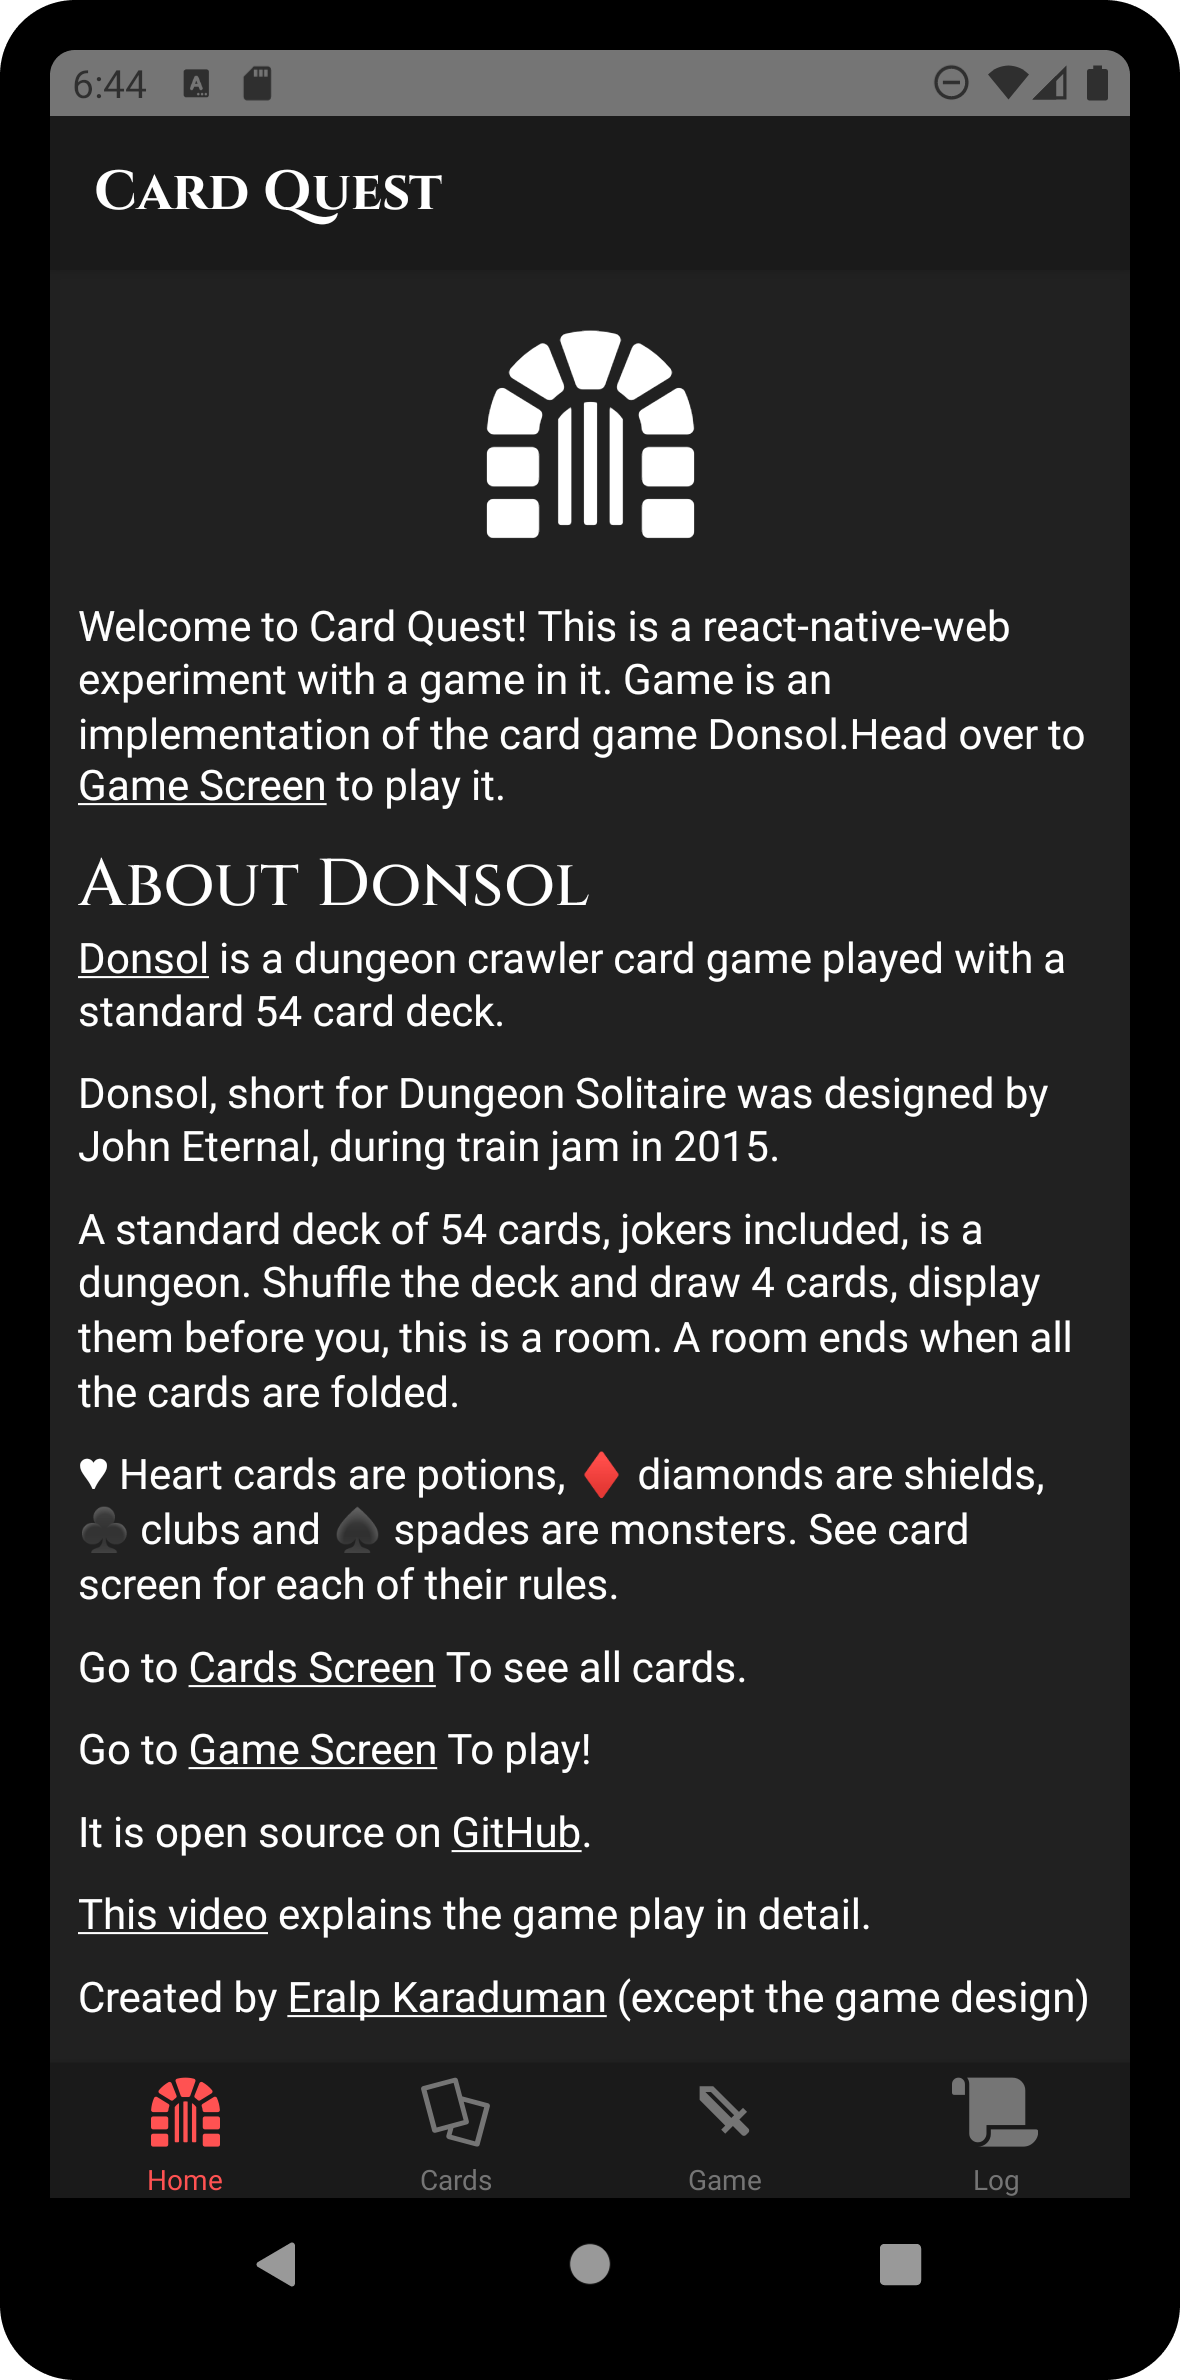 6:44
Card Quest
Welcome to Card Quest! This is a react-native-web
experiment with a game in it. Game is an
implementation of the card game Donsol.Head over to
Game Screen to play it.
About Donsol
Donsol is a dungeon crawler card game played with a
standard 54 card deck.
Donsol, short for Dungeon Solitaire was designed by
John Eternal, during train jam in 2015.
A standard deck of 54 cards, jokers included, is a
dungeon. Shuffle the deck and draw 4 cards, display
them before you, this is a room. A room ends when all
the cards are folded.
♥ Heart cards are potions, ♦ diamonds are shields,
♣ clubs and ♠ spades are monsters. See card
screen for each of their rules.
Go to Cards Screen To see all cards.
Go to Game Screen To play!
It is open source on GitHub.
This video explains the game play in detail.
Created by Eralp Karaduman (except the game design)
Home Cards Game Log